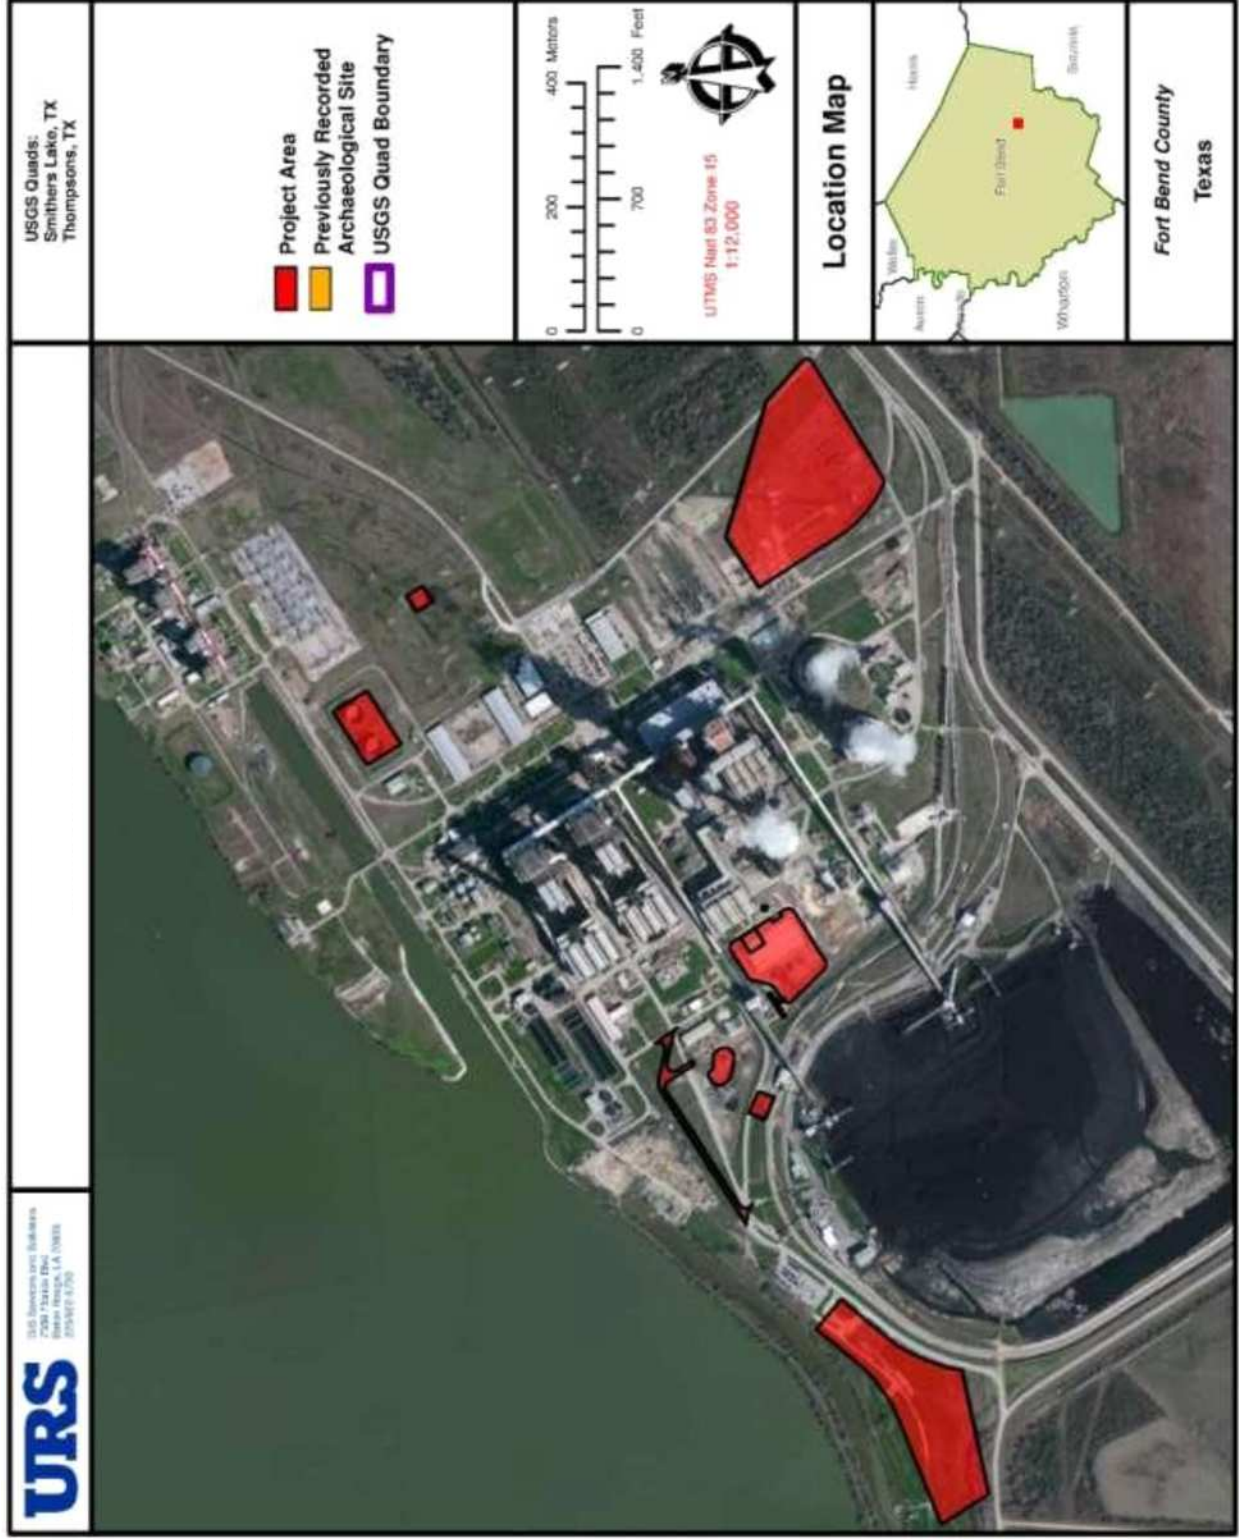 USGS Quads:
Smithers Lake, TX
Thompsons, TX
Project Area
Previously Recorded
Archaeological Site
USGS Quad Boundary
0 200 400 Meters
0 700 1,400 Feet
UTMS Nad 83 Zone 15
1:12,000
Location Map
Harris
Waller
Austin
Fort Bend
Wharton
Fort Bend County
Texas
URS